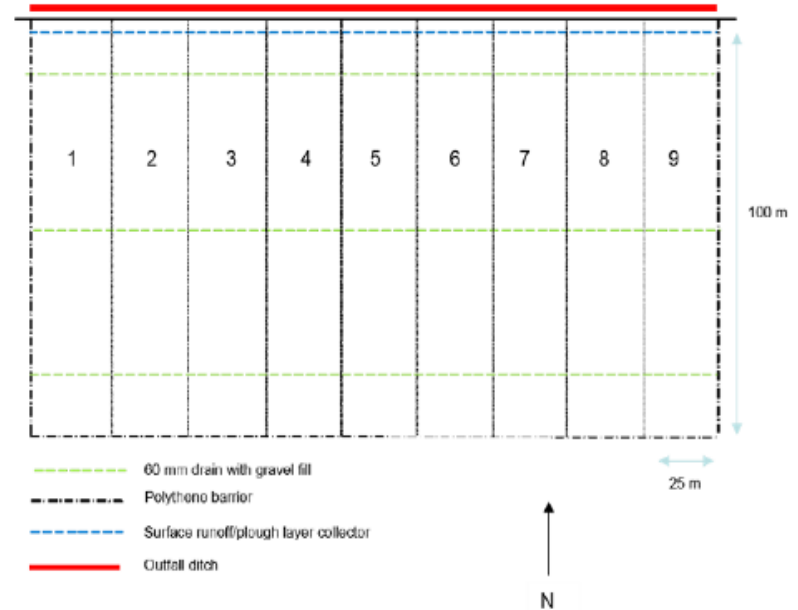 1 2 3 4 5 6 7 8 9
100 m
25 m
60 mm drain with gravel fill
Polythono barrier
Surface runoff/plough layer collector
Outfall ditch
N